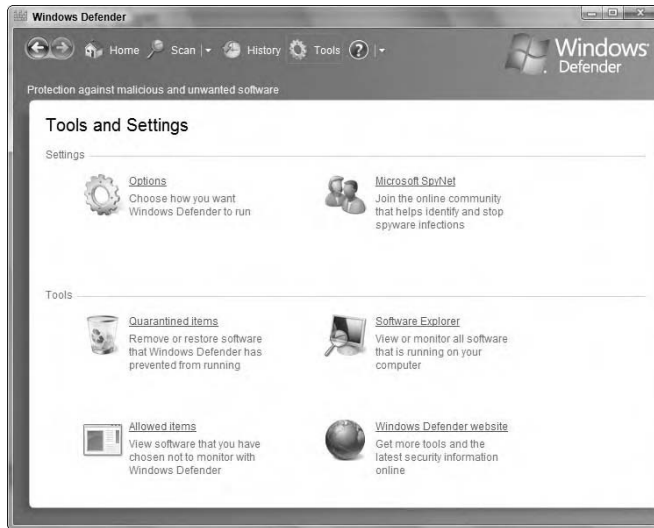 Windows Defender
Home Scan History Tools ?
Windows
Defender
Protection against malicious and unwanted software
Tools and Settings
Settings
Options
Choose how you want
Windows Defender to run
Microsoft SpyNet
Join the online community
that helps identify and stop
spyware infections
Tools
Quarantined items
Remove or restore software
that Windows Defender has
prevented from running
Software Explorer
View or monitor all software
that is running on your
computer
Allowed items
View software that you have
chosen not to monitor with
Windows Defender
Windows Defender website
Get more tools and the
latest security information
online